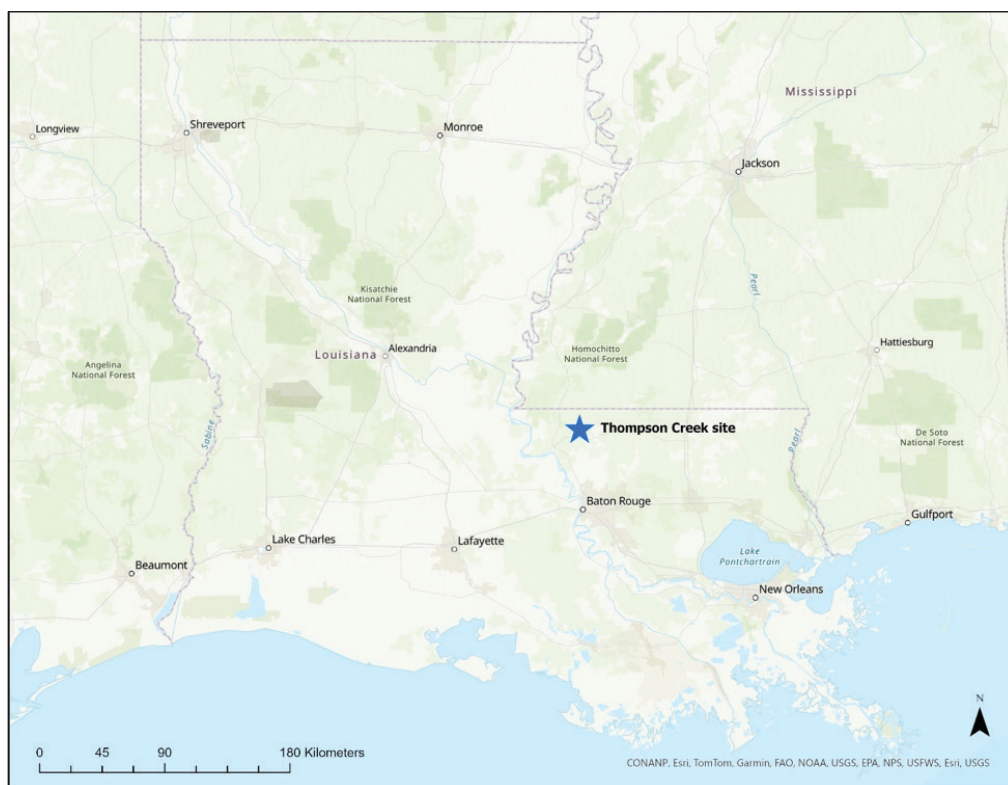 Mississippi
Longview
Shreveport
Monroe
Jackson
Pearl
Kisatchie
National Forest
Homochitto
National Forest
Hattiesburg
Louisiana
Alexandria
Angelina
National Forest
Sabine
Thompson Creek site
Pearl
De Soto
National Forest
Baton Rouge
Gulfport
Lake Charles
Lafayette
Lake
Pontchartrain
Beaumont
New Orleans
N
0 45 90 180 Kilometers
CONANP, Esri, TomTom, Garmin, FAO, NOAA, USGS, EPA, NPS, USFWS, Esri, USGS